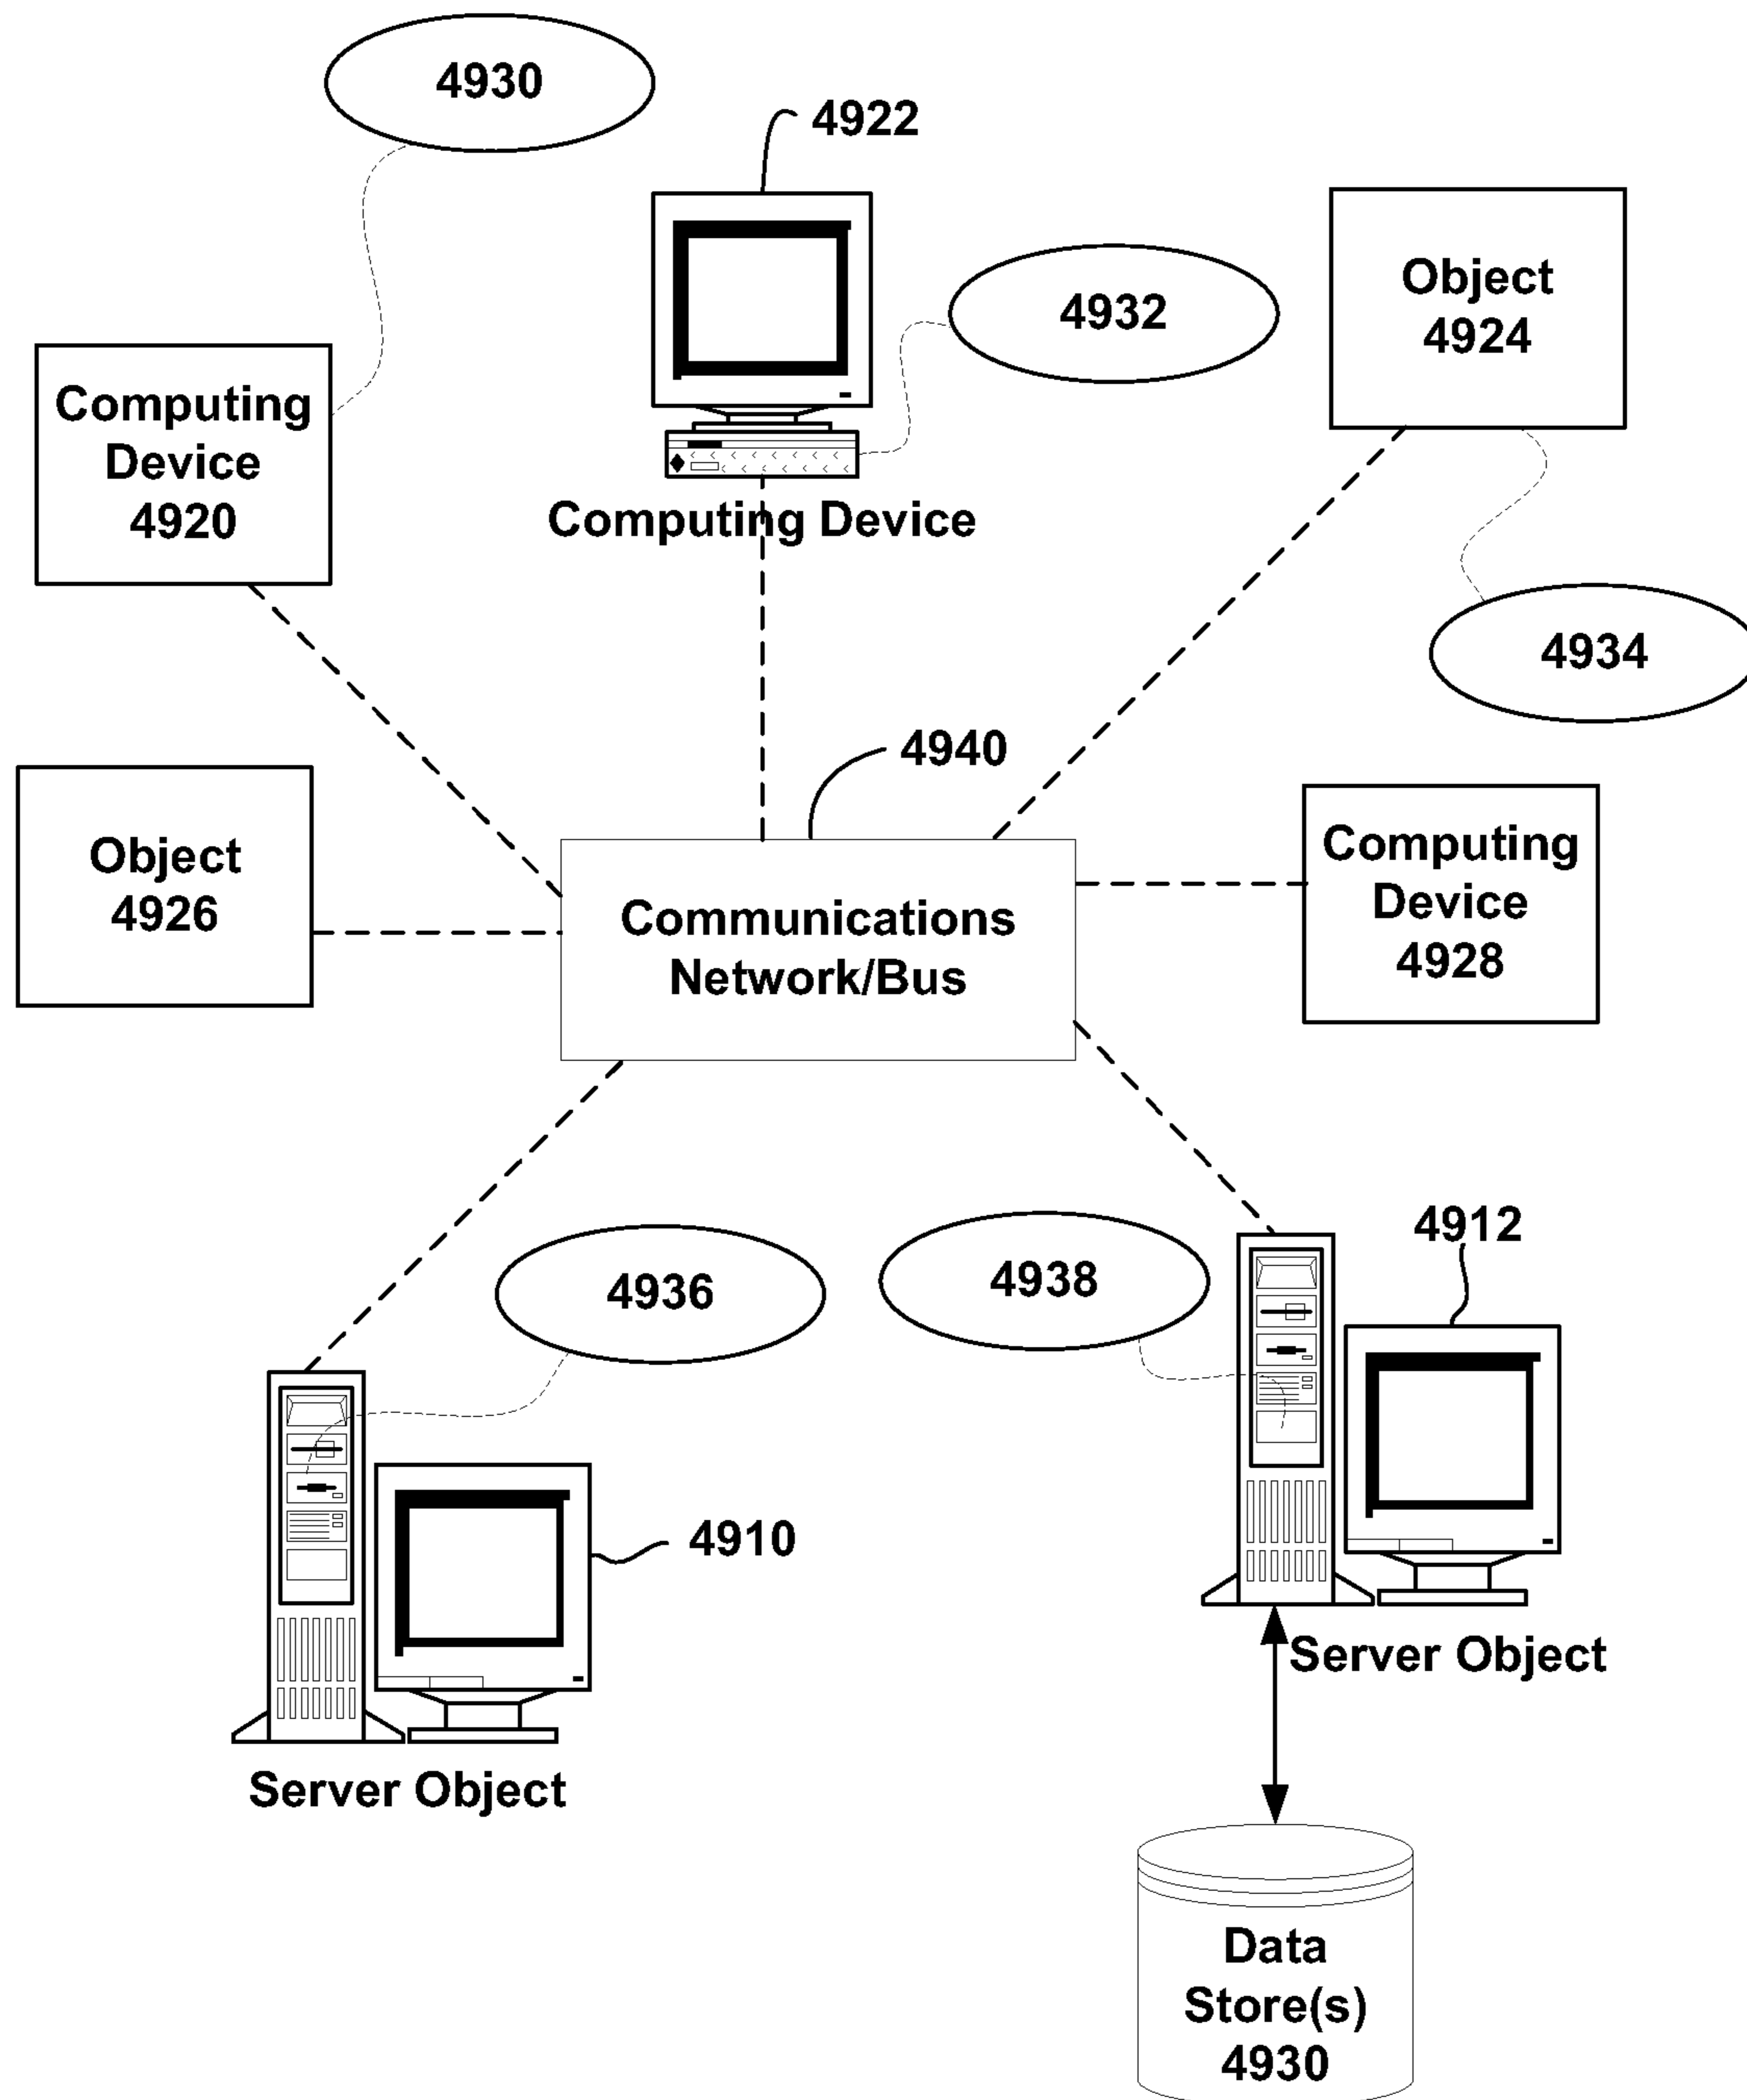 4930
4922
4932
Object
4924
Computing
Device
4920
Computing Device
4934
4940
Object
4926
Communications
Network/Bus
Computing
Device
4928
4936
4938
4912
4910
Server Object
Server Object
Data
Store(s)
4930